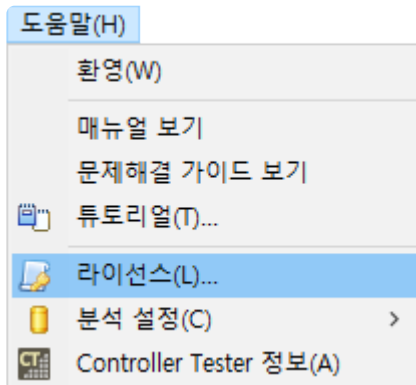 도움말(H)
환영(W)
매뉴얼 보기
문제해결 가이드 보기
튜토리얼(T)...
라이선스(L)...
분석 설정(C)
CT Controller Tester 정보(A)